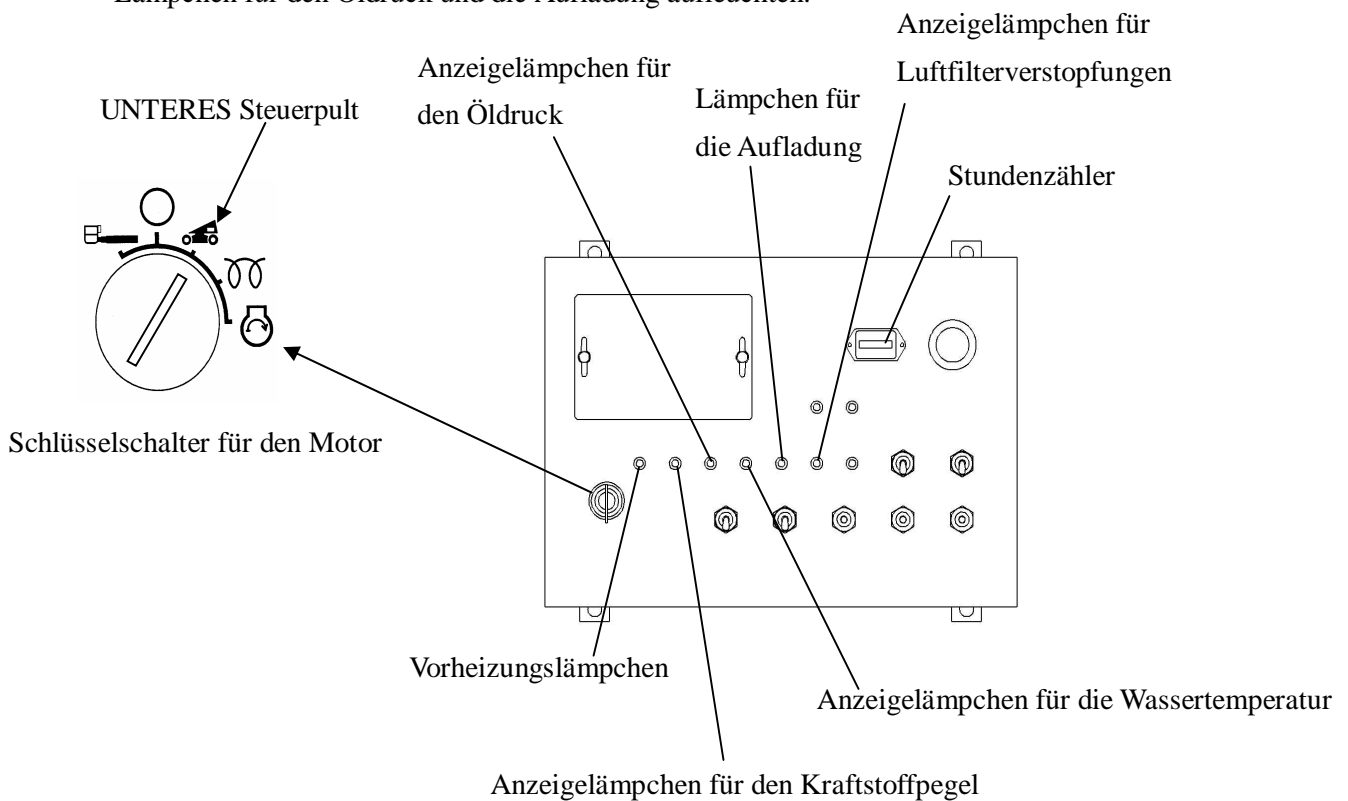 Lämpchen für den Öldruck und die Aufladung aufleuchten.
Anzeigelämpchen für
Luftfilterverstopfungen
Anzeigelämpchen für
den Öldruck
Lämpchen für
die Aufladung
UNTERES Steuerpult
Stundenzähler
Schlüsselschalter für den Motor
Vorheizungslämpchen
Anzeigelämpchen für die Wassertemperatur
Anzeigelämpchen für den Kraftstoffpegel